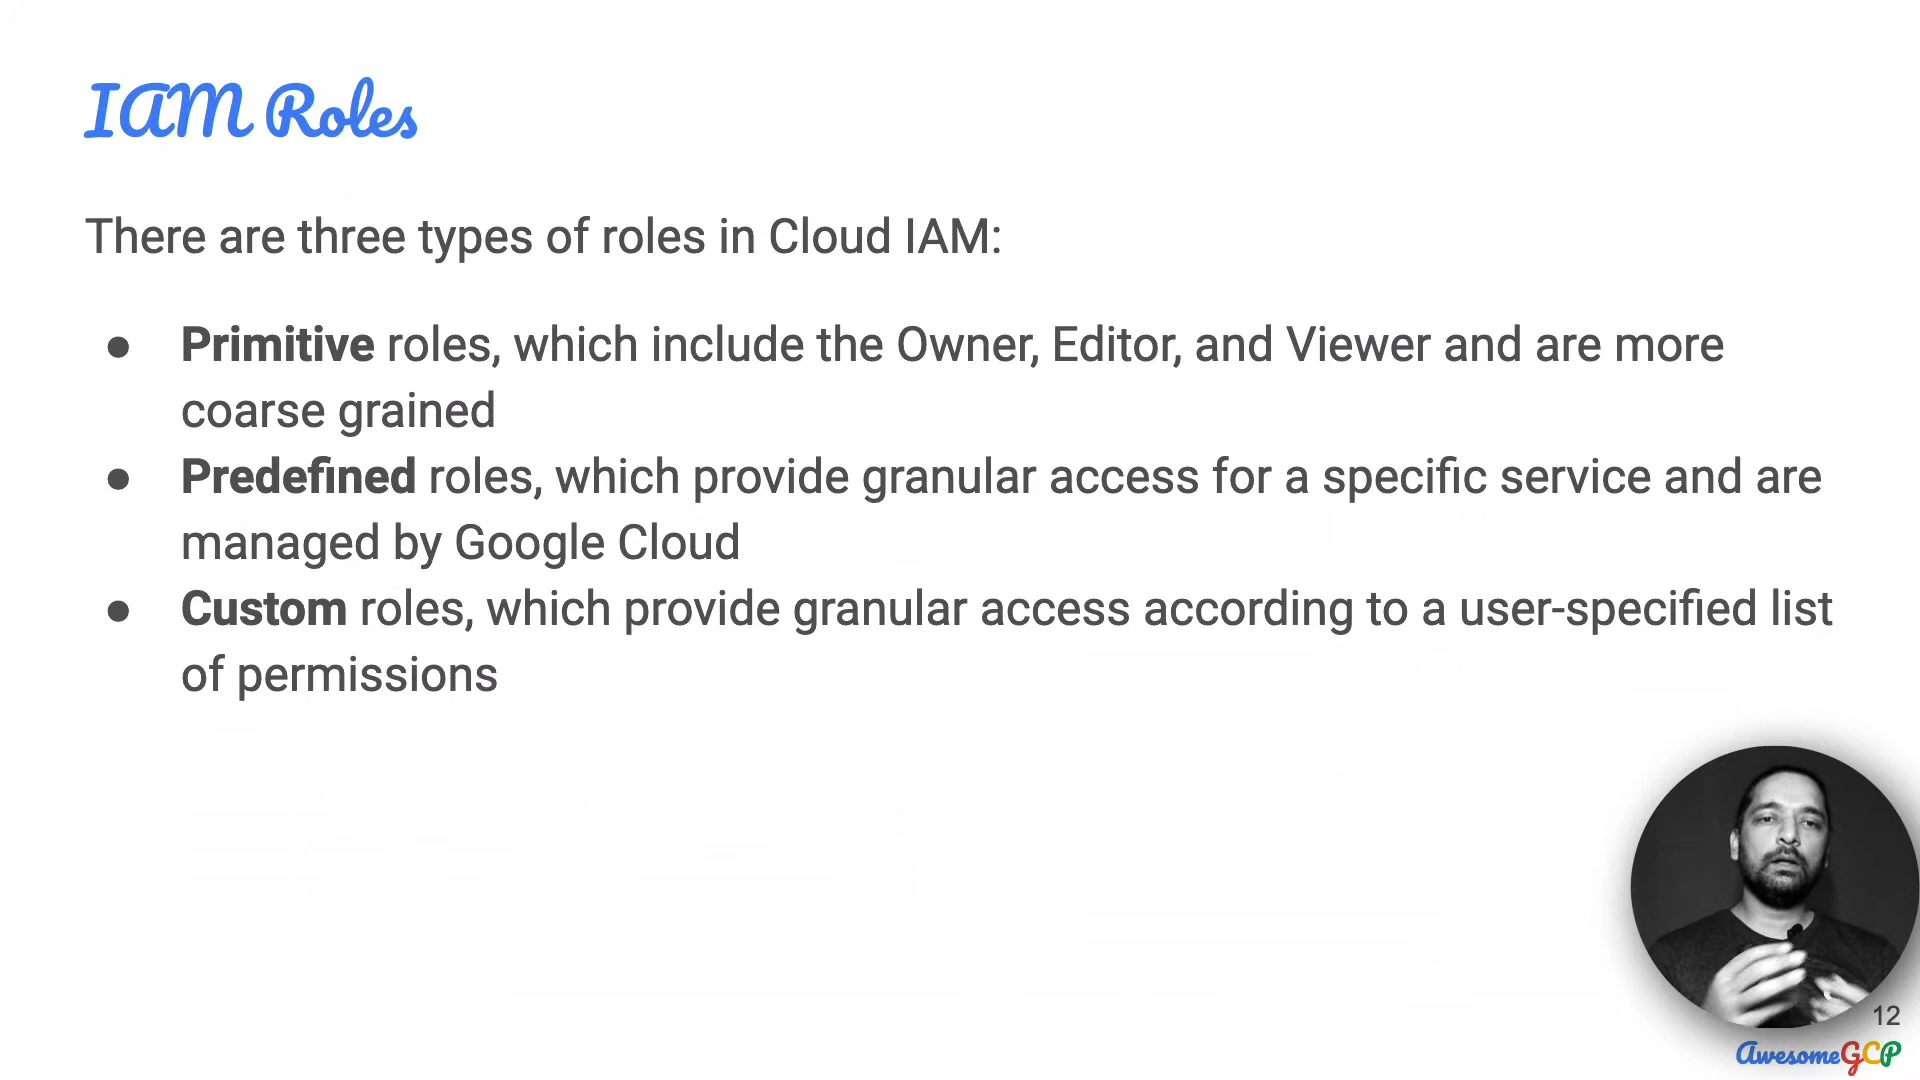 IAM Roles
There are three types of roles in Cloud IAM:
● Primitive roles, which include the Owner, Editor, and Viewer and are more
coarse grained
● Predefined roles, which provide granular access for a specific service and are
managed by Google Cloud
● Custom roles, which provide granular access according to a user-specified list
of permissions
12
AwesomeGCP